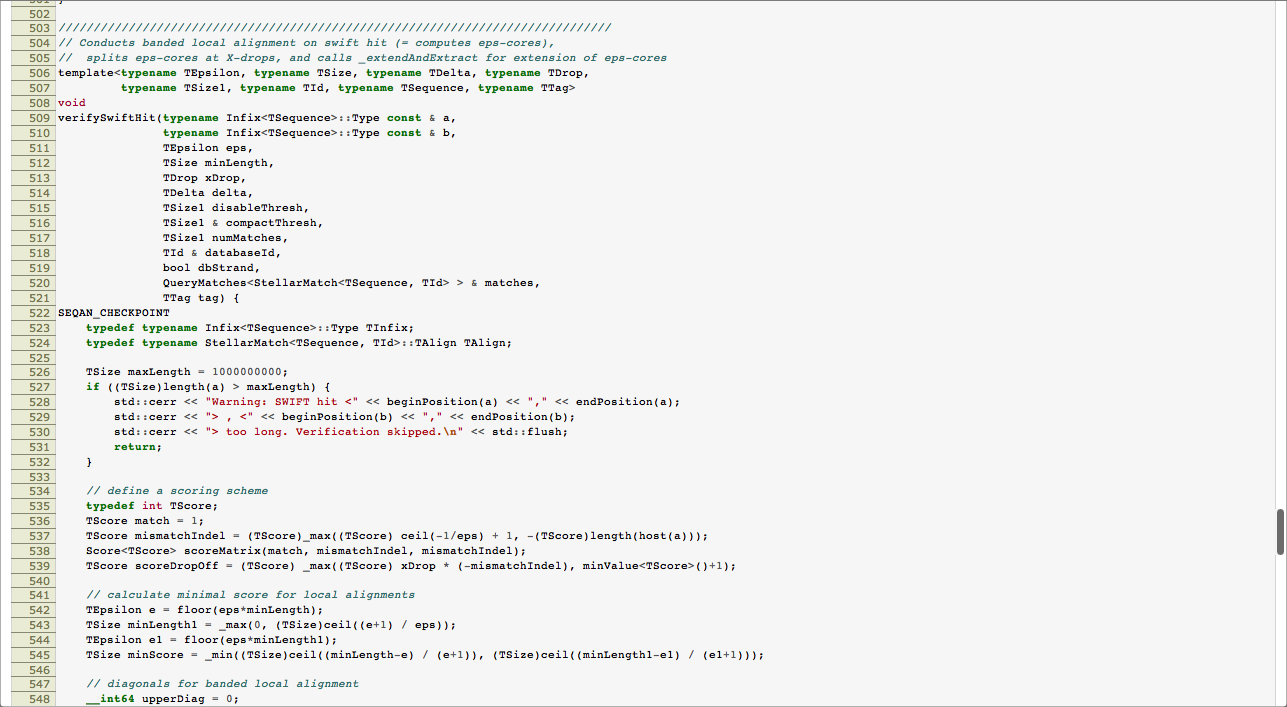 501 }
502
503 ///////////////////////////////////////////////////////////////////////////////
504 // Conducts banded local alignment on swift hit (= computes eps-cores),
505 //  splits eps-cores at X-drops, and calls _extendAndExtract for extension of eps-cores
506 template<typename TEpsilon, typename TSize, typename TDelta, typename TDrop,
507          typename TSize1, typename TId, typename TSequence, typename TTag>
508 void
509 verifySwiftHit(typename Infix<TSequence>::Type const & a,
510                typename Infix<TSequence>::Type const & b,
511                TEpsilon eps,
512                TSize minLength,
513                TDrop xDrop,
514                TDelta delta,
515                TSize1 disableThresh,
516                TSize1 & compactThresh,
517                TSize1 numMatches,
518                TId & databaseId,
519                bool dbStrand,
520                QueryMatches<StellarMatch<TSequence, TId> > & matches,
521                TTag tag) {
522 SEQAN_CHECKPOINT
523     typedef typename Infix<TSequence>::Type TInfix;
524     typedef typename StellarMatch<TSequence, TId>::TAlign TAlign;
525
526     TSize maxLength = 1000000000;
527     if ((TSize)length(a) > maxLength) {
528         std::cerr << "Warning: SWIFT hit <" << beginPosition(a) << "," << endPosition(a);
529         std::cerr << "> , <" << beginPosition(b) << "," << endPosition(b);
530         std::cerr << "> too long. Verification skipped.\n" << std::flush;
531         return;
532     }
533
534     // define a scoring scheme
535     typedef int TScore;
536     TScore match = 1;
537     TScore mismatchIndel = (TScore)_max((TScore) ceil(-1/eps) + 1, -(TScore)length(host(a)));
538     Score<TScore> scoreMatrix(match, mismatchIndel, mismatchIndel);
539     TScore scoreDropOff = (TScore) _max((TScore) xDrop * (-mismatchIndel), minValue<TScore>()+1);
540
541     // calculate minimal score for local alignments
542     TEpsilon e = floor(eps*minLength);
543     TSize minLength1 = _max(0, (TSize)ceil((e+1) / eps));
544     TEpsilon e1 = floor(eps*minLength1);
545     TSize minScore = _min((TSize)ceil((minLength-e) / (e+1)), (TSize)ceil((minLength1-e1) / (e1+1)));
546
547     // diagonals for banded local alignment
548     __int64 upperDiag = 0;